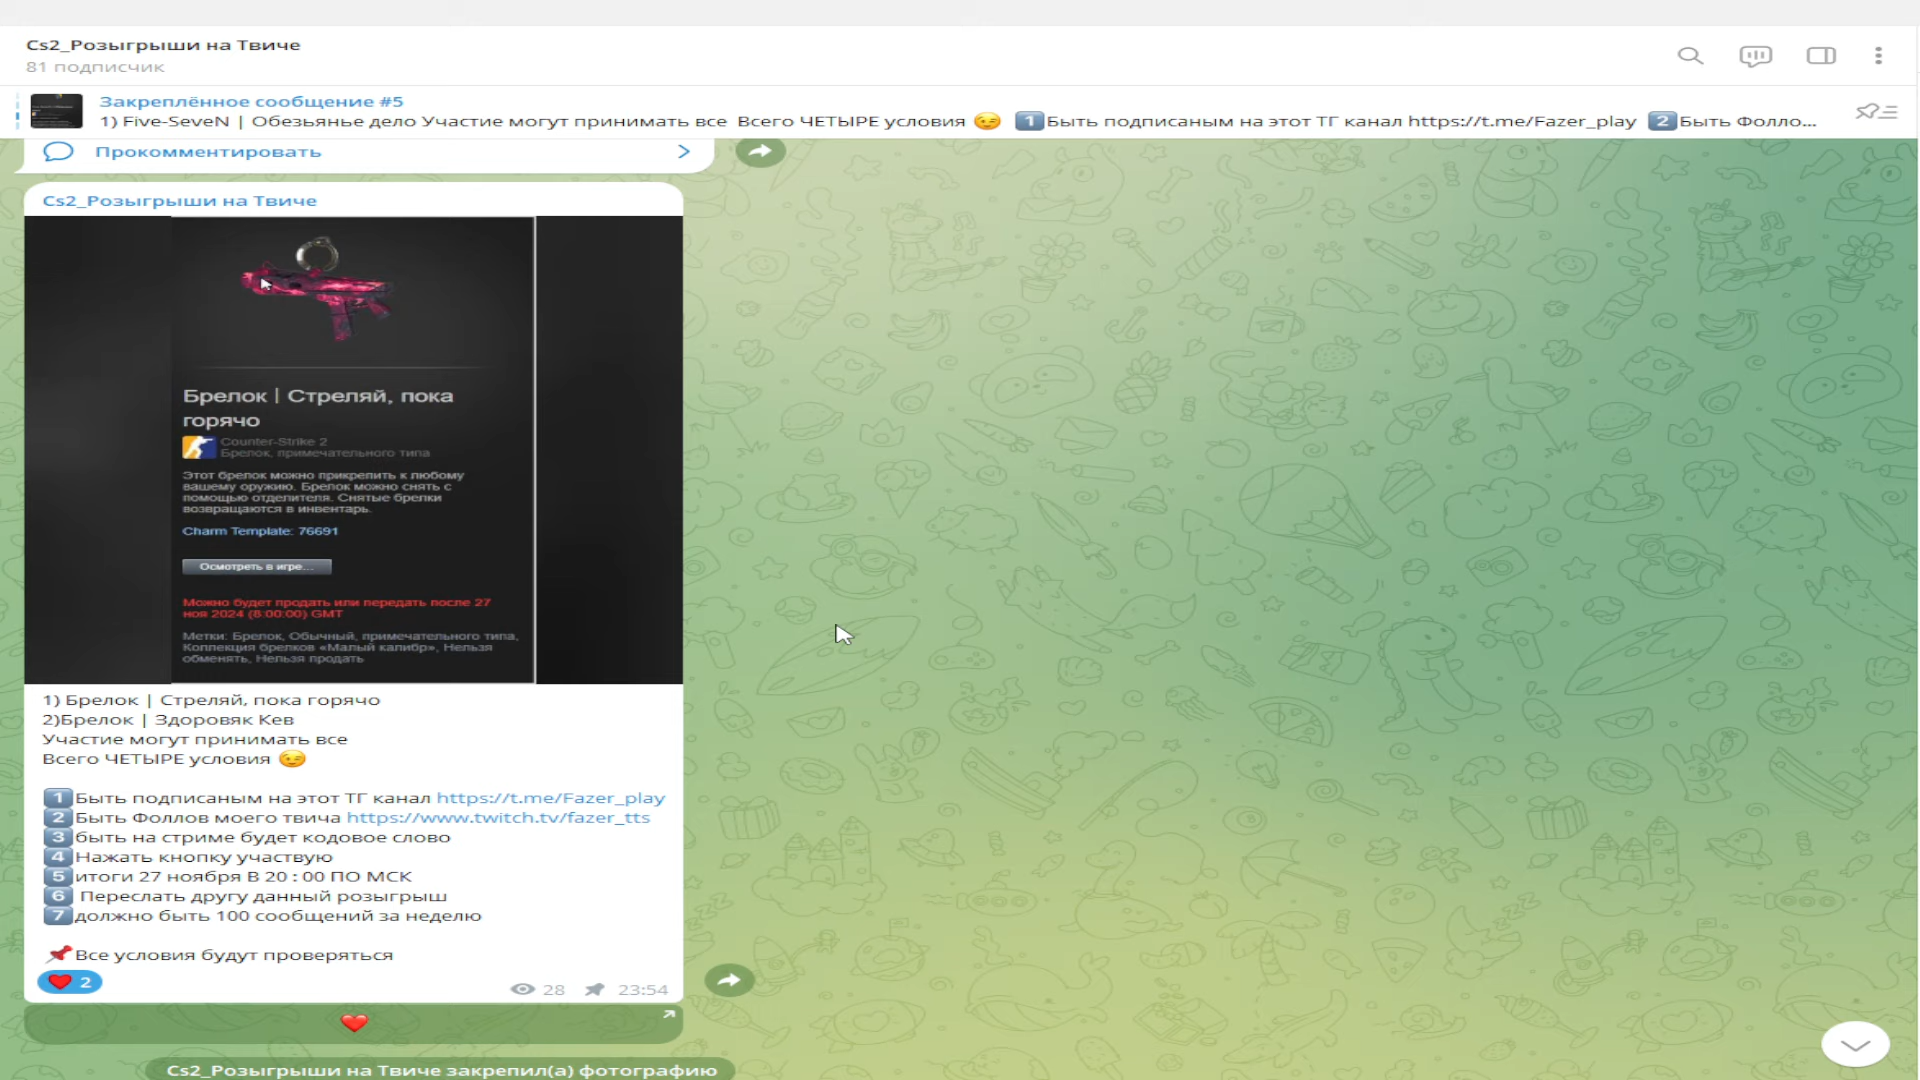 Cs2_Розыгрыши на Твиче
81 подписчик
Закреплённое сообщение #5
1) Five-SeveN | Обезьянье дело Участие могут принимать все Всего ЧЕТЫРЕ условия 😉 1️⃣Быть подписаным на этот ТГ канал https://t.me/Fazer_play 2️⃣Быть Фолло...
Прокомментировать
Cs2_Розыгрыши на Твиче
Брелок | Стреляй, пока
горячо
Counter-Strike 2
Брелок, примечательного типа
Этот брелок можно прикрепить к любому
вашему оружию. Брелок можно снять с
помощью отделителя. Снятые брелки
возвращаются в инвентарь.
Charm Template: 76691
Осмотреть в игре...
Можно будет продать или передать после 27
ноя 2024 (8:00:00) GMT
Метки: Брелок, Обычный, примечательного типа,
Коллекция брелков «Малый калибр», Нельзя
обменять, Нельзя продать
1) Брелок | Стреляй, пока горячо
2)Брелок | Здоровяк Кев
Участие могут принимать все
Всего ЧЕТЫРЕ условия 😉
1️⃣Быть подписаным на этот ТГ канал https://t.me/Fazer_play
2️⃣Быть Фоллов моего твича https://www.twitch.tv/fazer_tts
3️⃣быть на стриме будет кодовое слово
4️⃣Нажать кнопку участвую
5️⃣итоги 27 ноября В 20 : 00 ПО МСК
6️⃣ Переслать другу данный розыгрыш
7️⃣должно быть 100 сообщений за неделю
📌Все условия будут проверяться
❤️ 2
28 23:54
❤️
Cs2_Розыгрыши на Твиче закрепил(а) фотографию